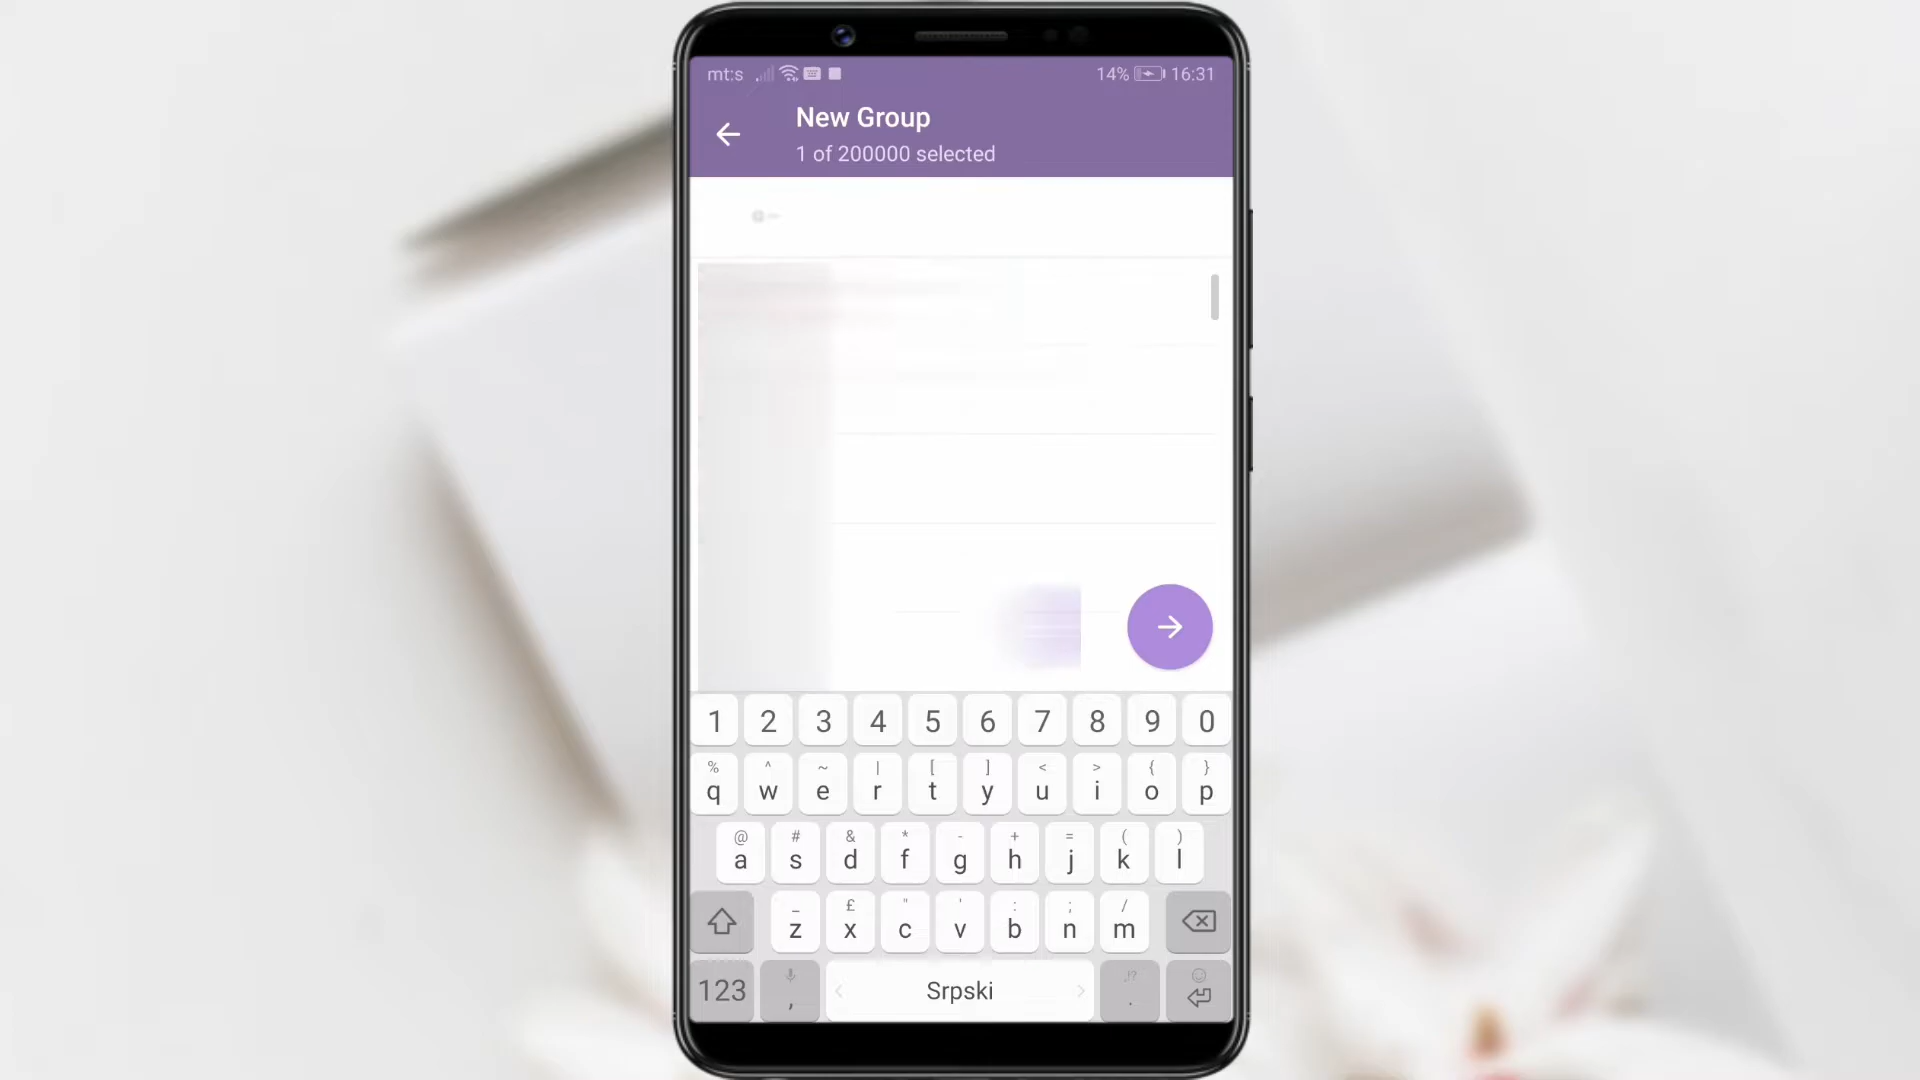 mt:s 14% 16:31
New Group
1 of 200000 selected
1 2 3 4 5 6 7 8 9 0
% ^ ~ | [ ] < > { }
q w e r t y u i o p
@ # & * - + = ( )
a s d f g h j k l
_ £ " ' : ; /
z x c v b n m
123 , Srpski .!? .